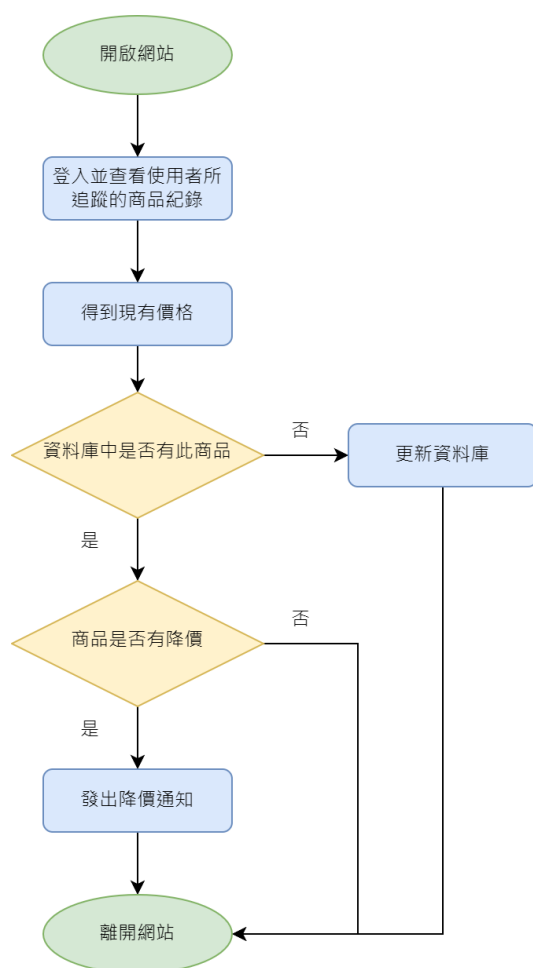 開啟網站
登入並查看使用者所
追蹤的商品紀錄
得到現有價格
資料庫中是否有此商品
否
更新資料庫
是
商品是否有降價
否
是
發出降價通知
離開網站